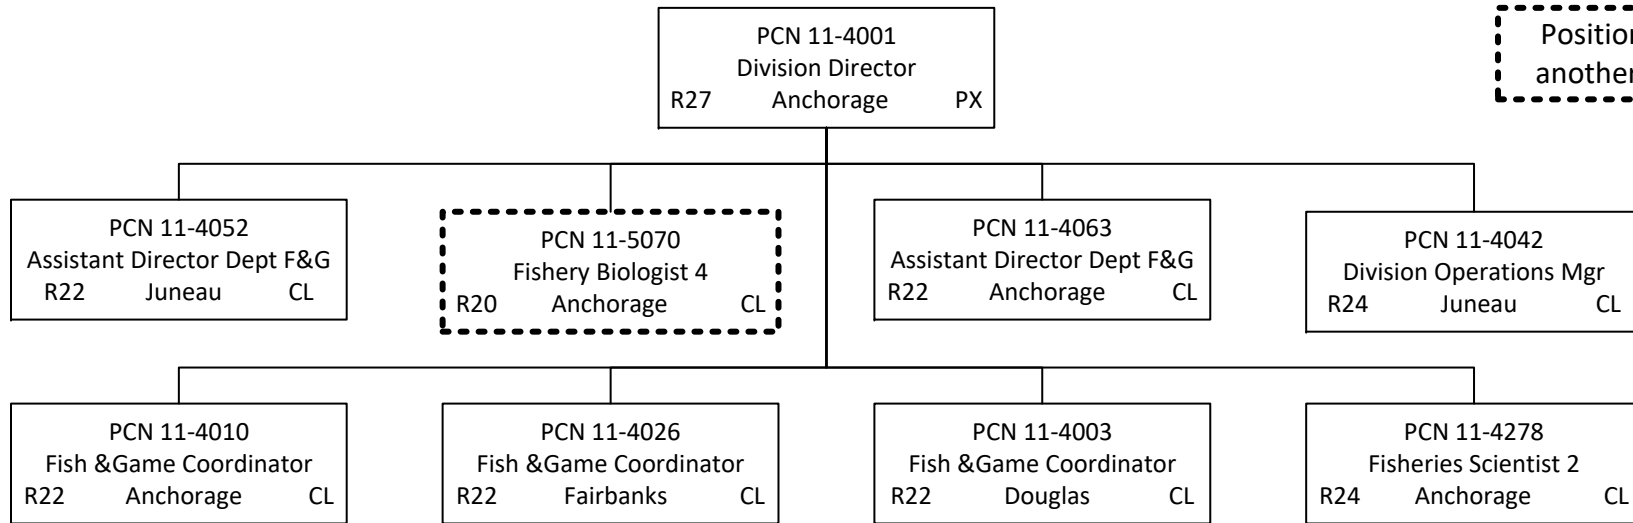 PCN 11-4001
Division Director
R27 Anchorage PX
Position
another
PCN 11-4052
Assistant Director Dept F&G
R22 Juneau CL
PCN 11-5070
Fishery Biologist 4
R20 Anchorage CL
PCN 11-4063
Assistant Director Dept F&G
R22 Anchorage CL
PCN 11-4042
Division Operations Mgr
R24 Juneau CL
PCN 11-4010
Fish &Game Coordinator
R22 Anchorage CL
PCN 11-4026
Fish &Game Coordinator
R22 Fairbanks CL
PCN 11-4003
Fish &Game Coordinator
R22 Douglas CL
PCN 11-4278
Fisheries Scientist 2
R24 Anchorage CL